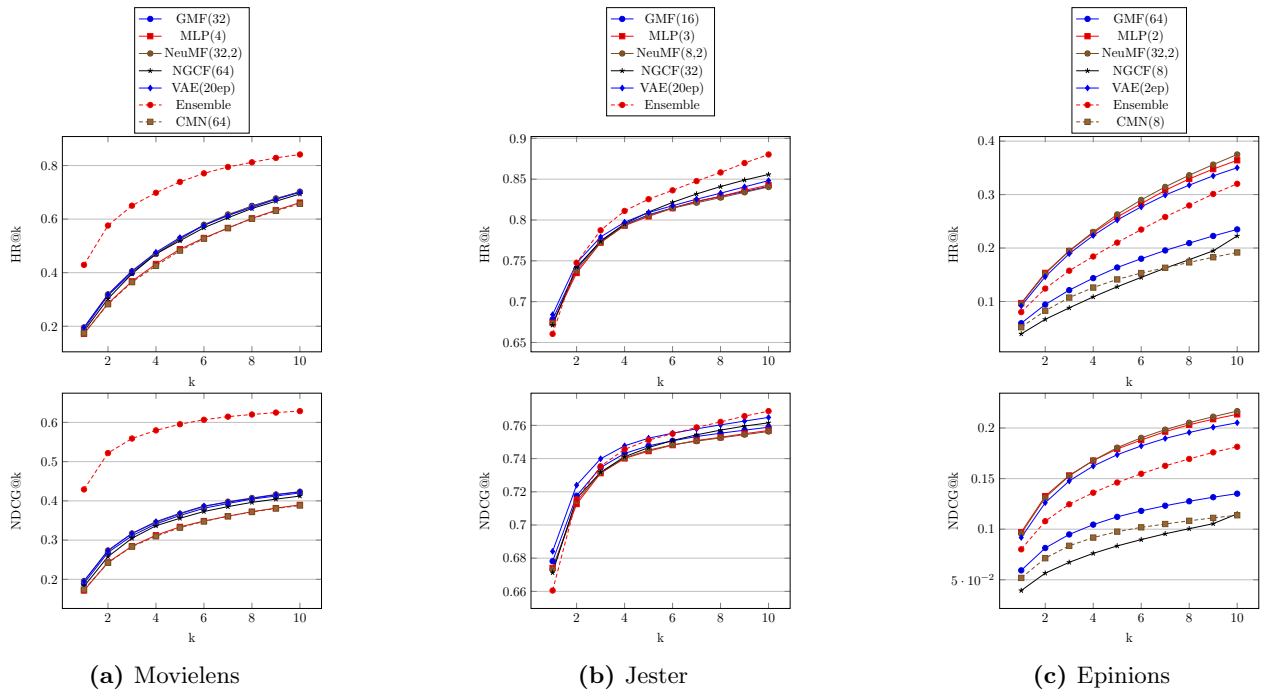 GMF(32)
MLP(4)
NeuMF(32,2)
NGCF(64)
VAE(20ep)
Ensemble
CMN(64)
0.8
0.6
0.4
0.2
HR@k
2 4 6 8 10
k
0.6
0.5
0.4
0.3
0.2
NDCG@k
2 4 6 8 10
k
(a) Movielens
GMF(16)
MLP(3)
NeuMF(8,2)
NGCF(32)
VAE(20ep)
Ensemble
0.9
0.85
0.8
0.75
0.7
0.65
HR@k
2 4 6 8 10
k
0.76
0.74
0.72
0.7
0.68
0.66
NDCG@k
2 4 6 8 10
k
(b) Jester
GMF(64)
MLP(2)
NeuMF(32,2)
NGCF(8)
VAE(2ep)
Ensemble
CMN(8)
0.4
0.3
0.2
0.1
HR@k
2 4 6 8 10
k
0.2
0.15
0.1
5 · 10⁻²
NDCG@k
2 4 6 8 10
k
(c) Epinions